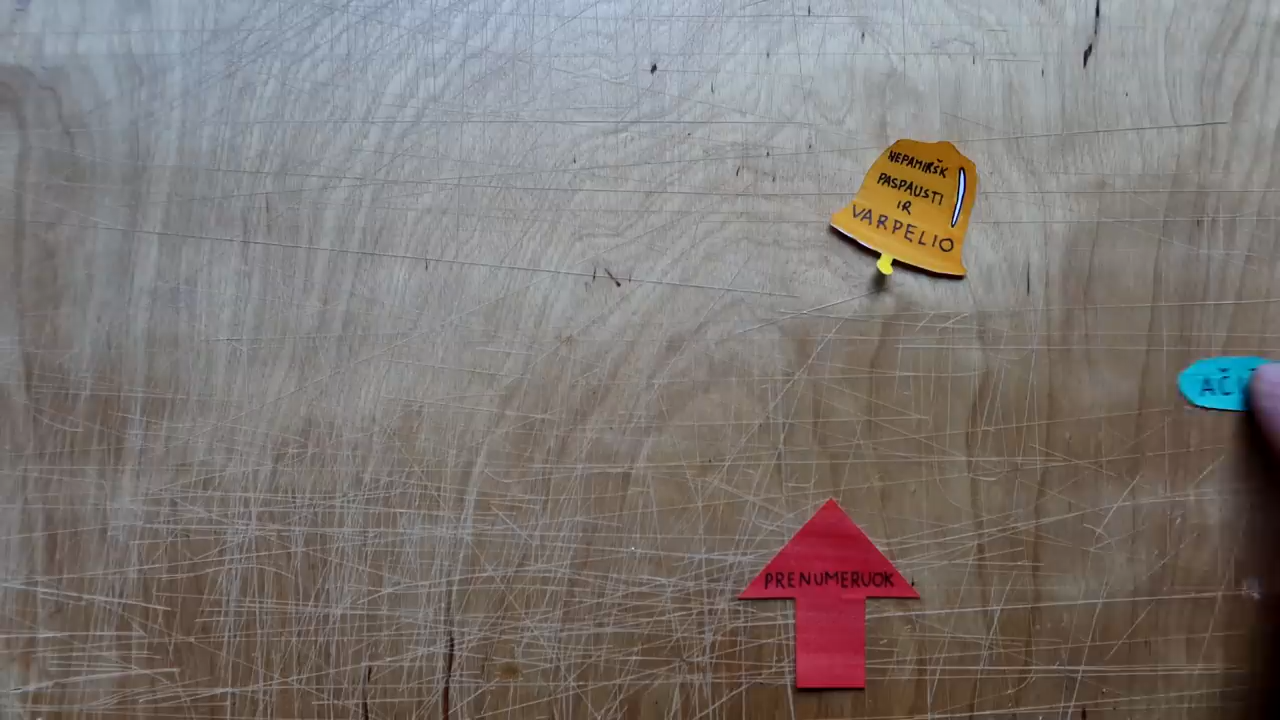 NEPAMIRŠK
PASPAUSTI
IR
VARPELIO
PRENUMERUOK